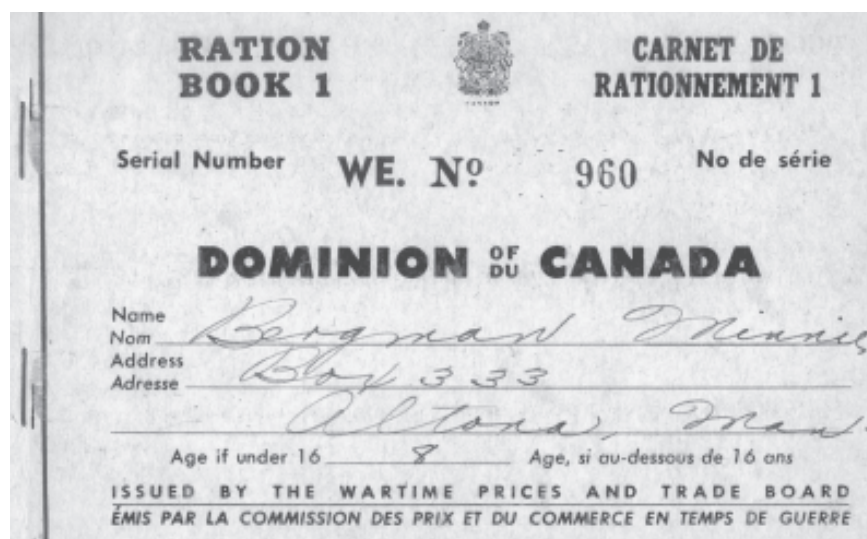 RATION CARNET DE
BOOK 1 RATIONNEMENT 1
CANADA
Serial Number WE. Nº 960 No de série
DOMINION OF DU CANADA
Name
Nom Bergman Minnie
Address
Adresse Box 333
Altona, Man.
Age if under 16 8 Age, si au-dessous de 16 ans
ISSUED BY THE WARTIME PRICES AND TRADE BOARD
ÉMIS PAR LA COMMISSION DES PRIX ET DU COMMERCE EN TEMPS DE GUERRE